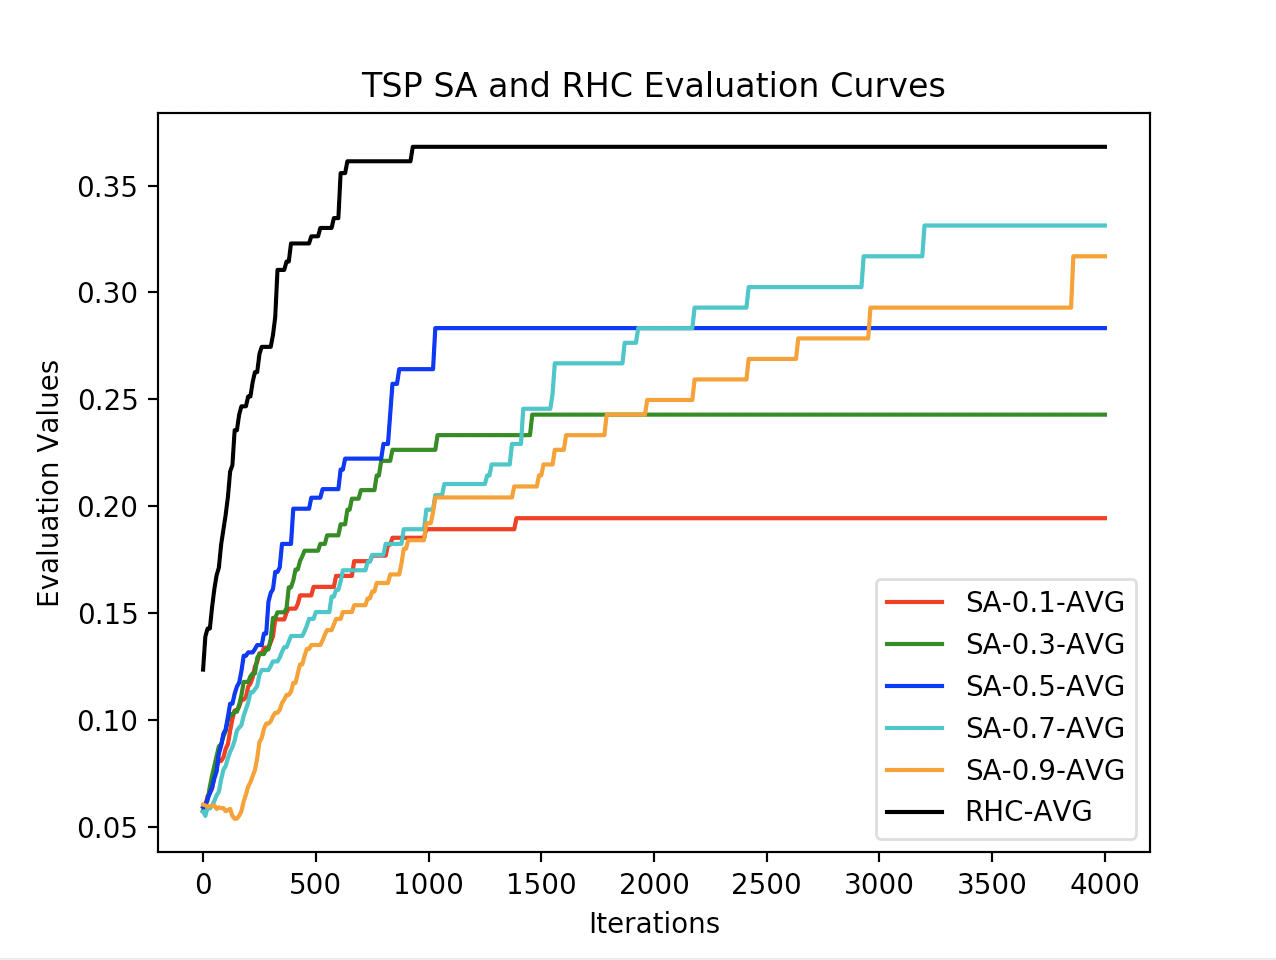 TSP SA and RHC Evaluation Curves
0.35
0.30
0.25
0.20
0.15
0.10
0.05
Evaluation Values
SA-0.1-AVG
SA-0.3-AVG
SA-0.5-AVG
SA-0.7-AVG
SA-0.9-AVG
RHC-AVG
0 500 1000 1500 2000 2500 3000 3500 4000
Iterations